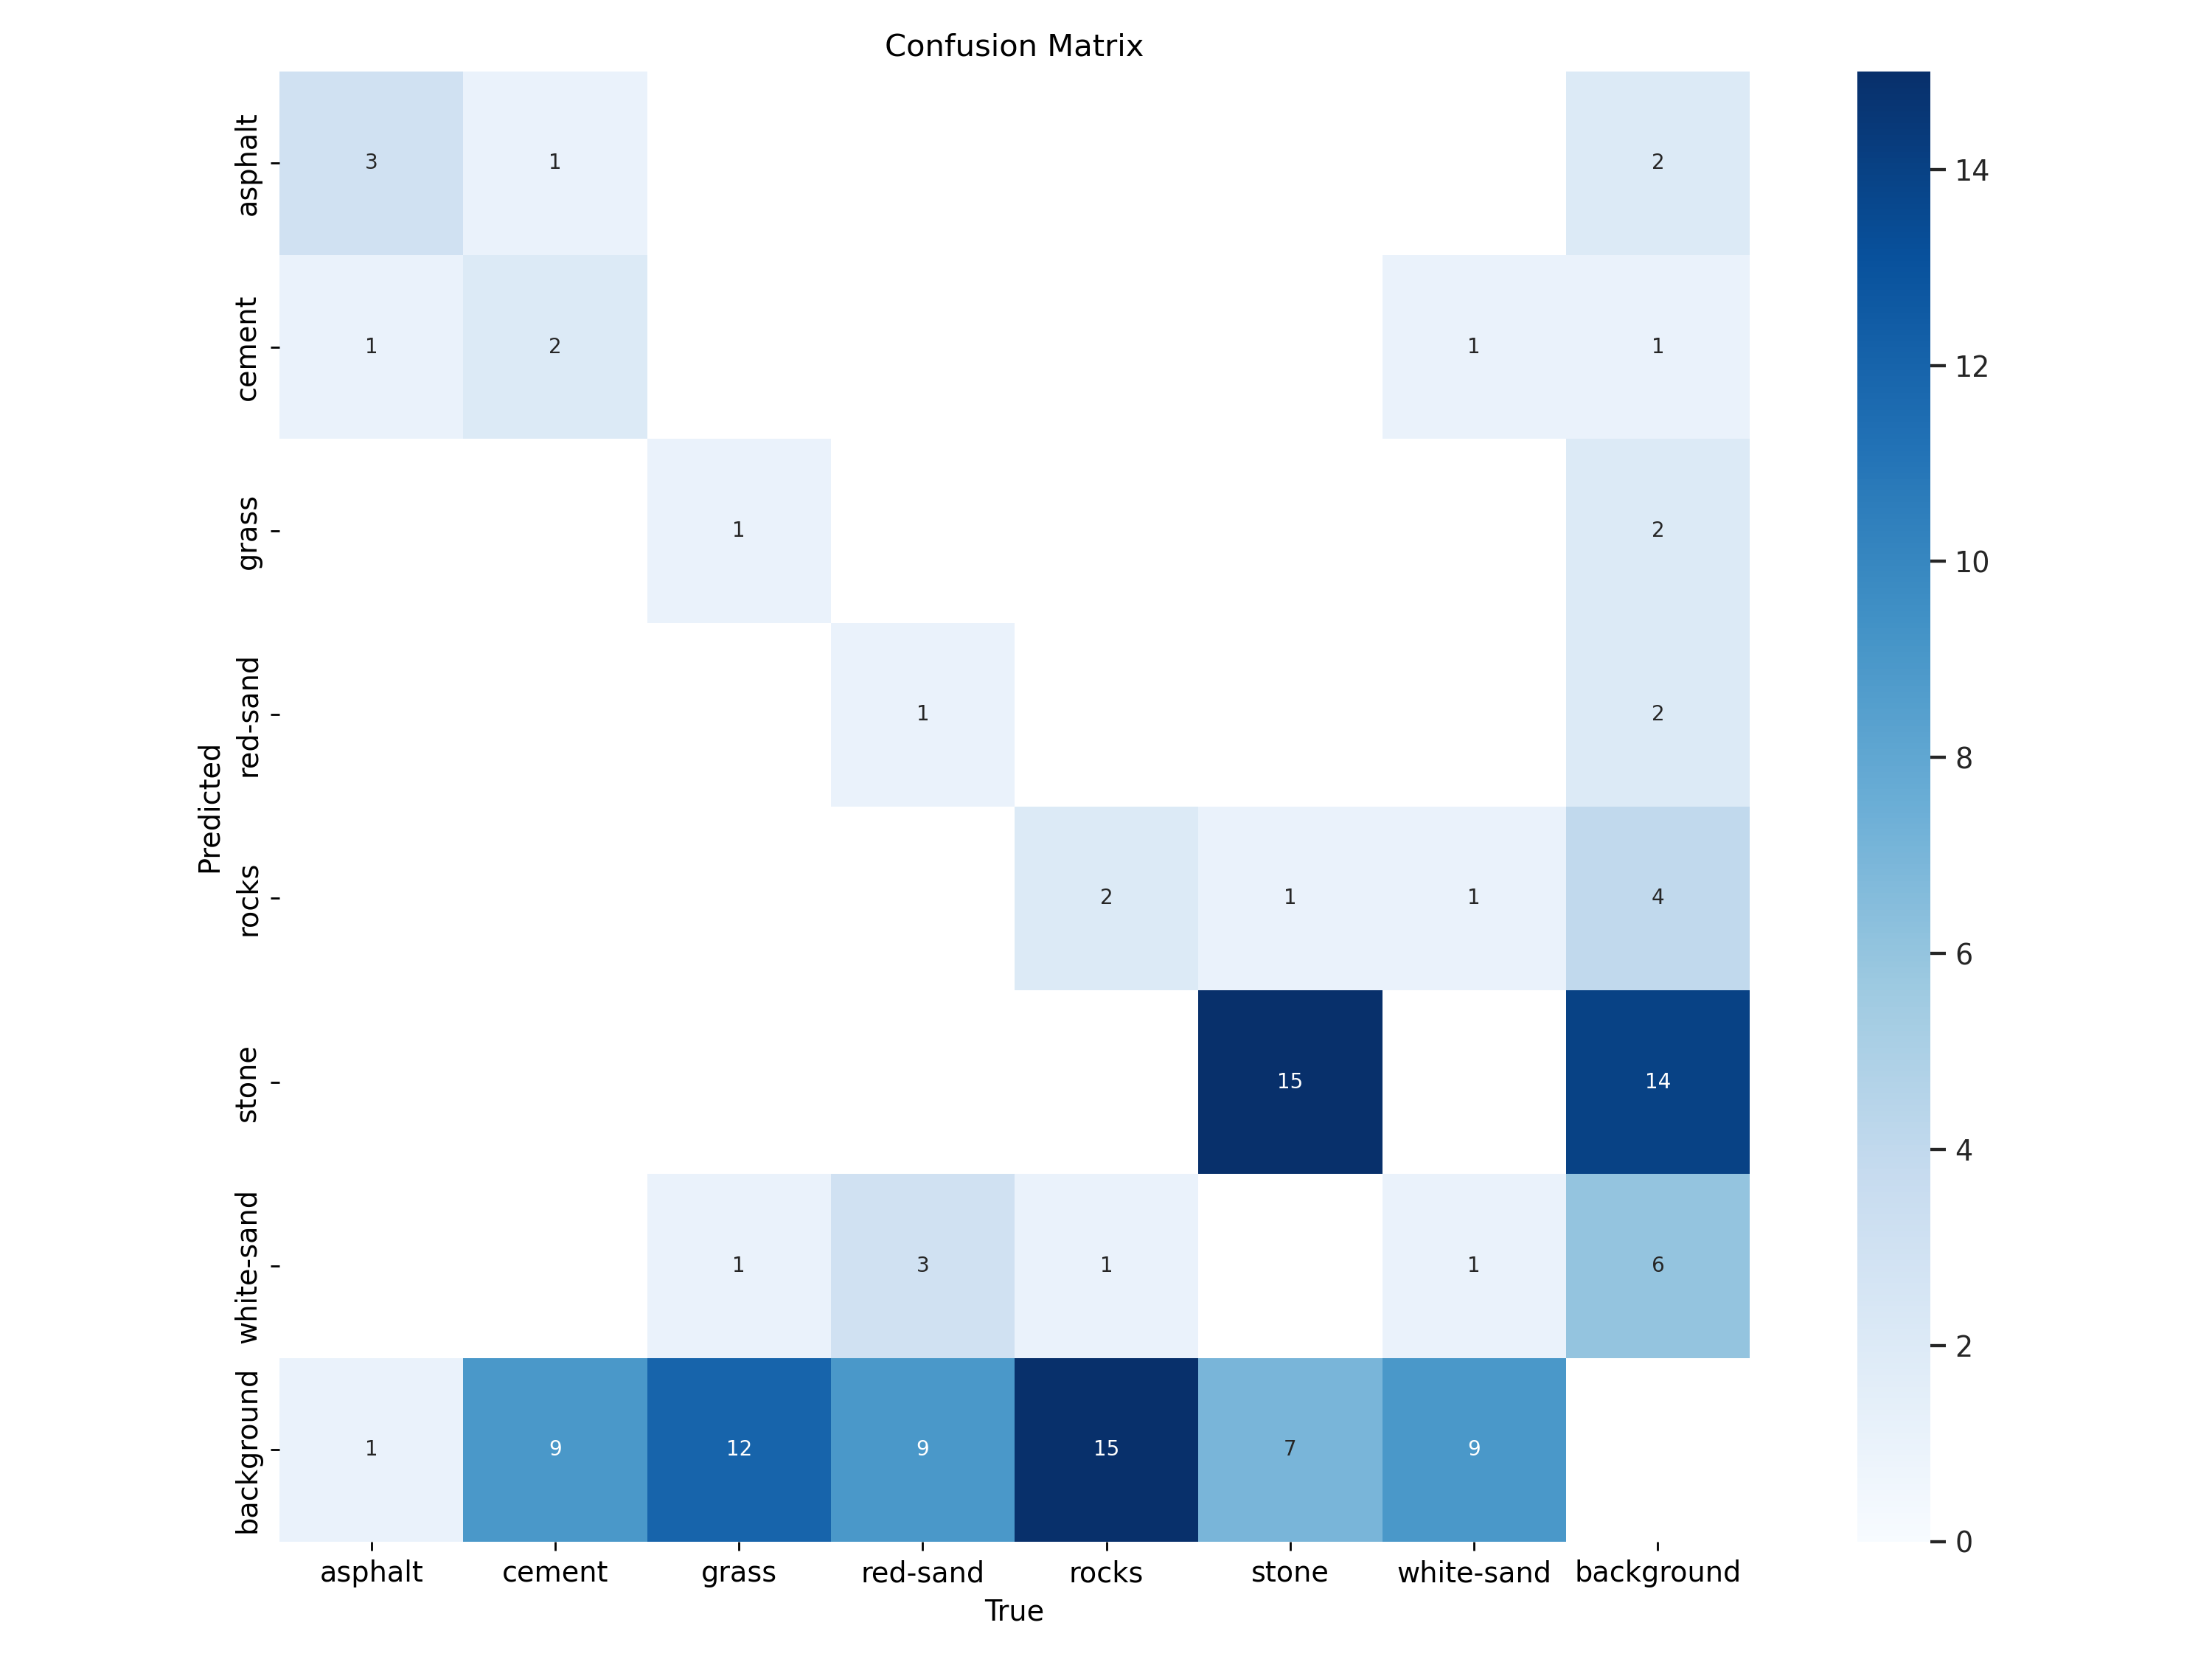 Confusion Matrix
asphalt 3 1 2
cement 1 2 1 1
grass 1 2
red-sand 1 2
rocks 2 1 1 4
stone 15 14
white-sand 1 3 1 1 6
background 1 9 12 9 15 7 9
asphalt cement grass red-sand rocks stone white-sand background
True
Predicted
14
12
10
8
6
4
2
0